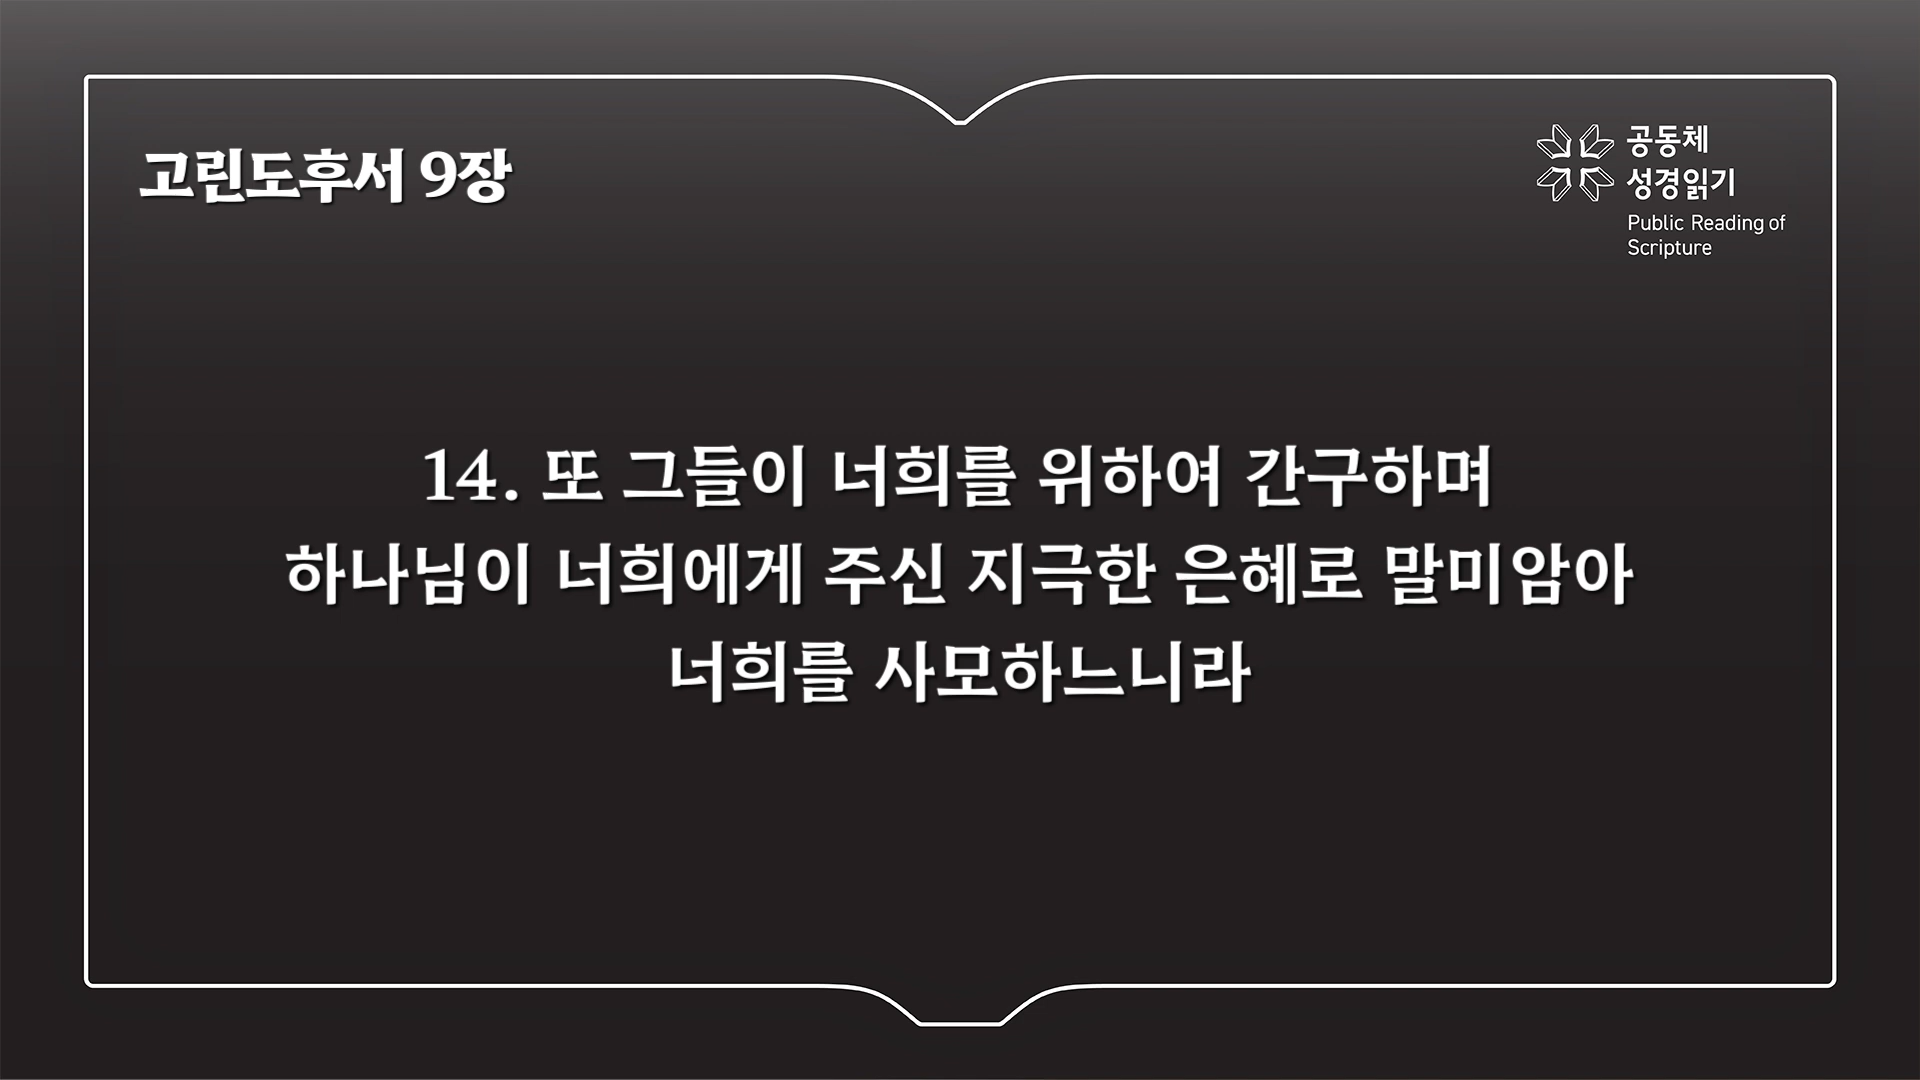 고린도후서 9장
공동체
성경읽기
Public Reading of
Scripture
14. 또 그들이 너희를 위하여 간구하며
하나님이 너희에게 주신 지극한 은혜로 말미암아
너희를 사모하느니라